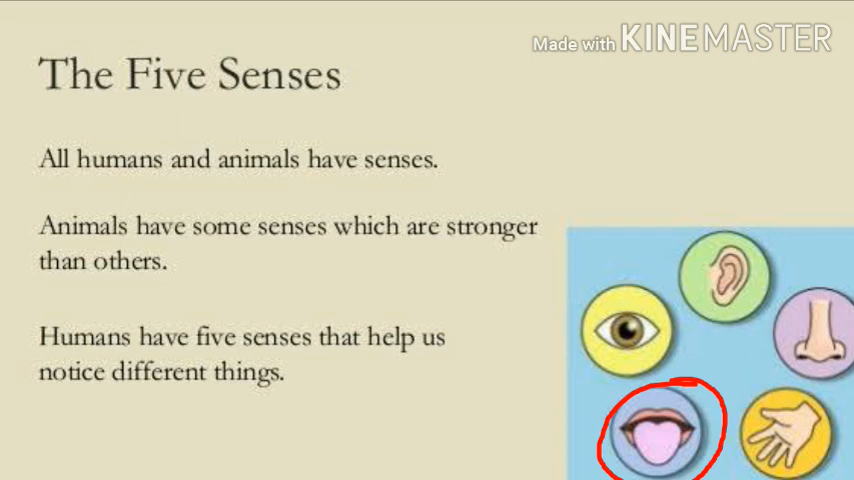 Made with KINEMASTER
The Five Senses
All humans and animals have senses.
Animals have some senses which are stronger
than others.
Humans have five senses that help us
notice different things.